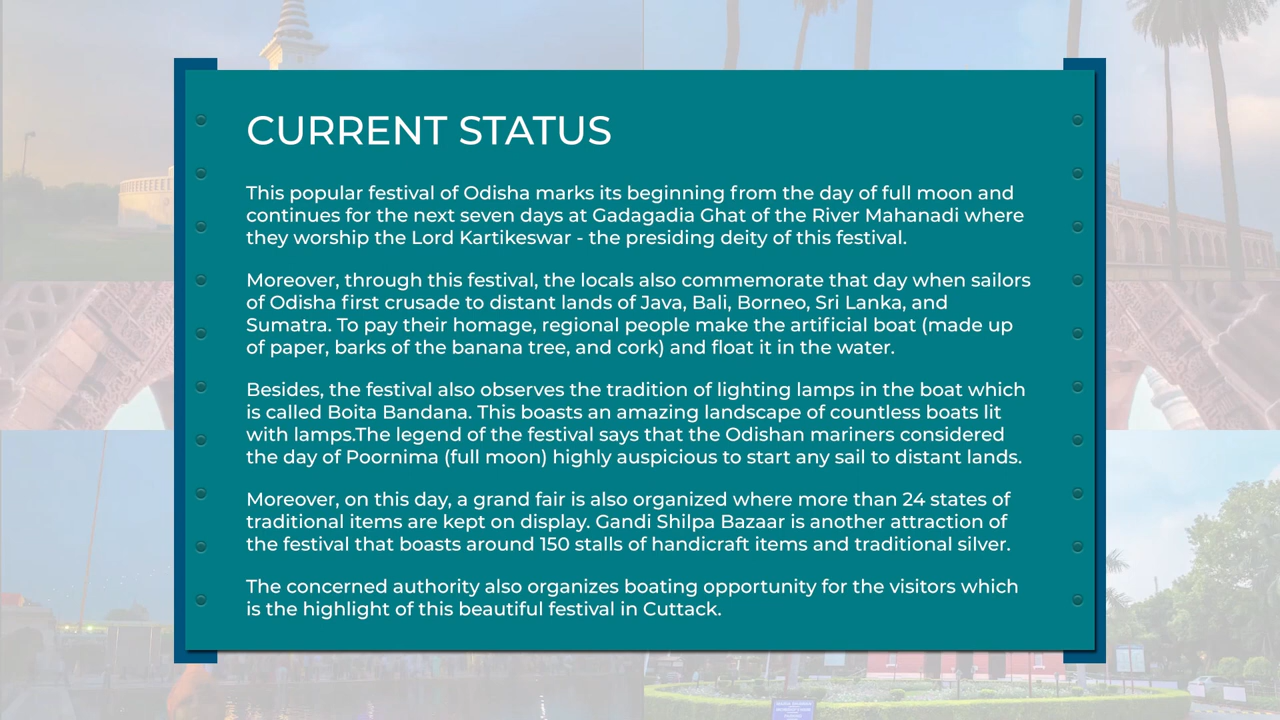 CURRENT STATUS
This popular festival of Odisha marks its beginning from the day of full moon and
continues for the next seven days at Gadagadia Ghat of the River Mahanadi where
they worship the Lord Kartikeswar - the presiding deity of this festival.
Moreover, through this festival, the locals also commemorate that day when sailors
of Odisha first crusade to distant lands of Java, Bali, Borneo, Sri Lanka, and
Sumatra. To pay their homage, regional people make the artificial boat (made up
of paper, barks of the banana tree, and cork) and float it in the water.
Besides, the festival also observes the tradition of lighting lamps in the boat which
is called Boita Bandana. This boasts an amazing landscape of countless boats lit
with lamps.The legend of the festival says that the Odishan mariners considered
the day of Poornima (full moon) highly auspicious to start any sail to distant lands.
Moreover, on this day, a grand fair is also organized where more than 24 states of
traditional items are kept on display. Gandi Shilpa Bazaar is another attraction of
the festival that boasts around 150 stalls of handicraft items and traditional silver.
The concerned authority also organizes boating opportunity for the visitors which
is the highlight of this beautiful festival in Cuttack.